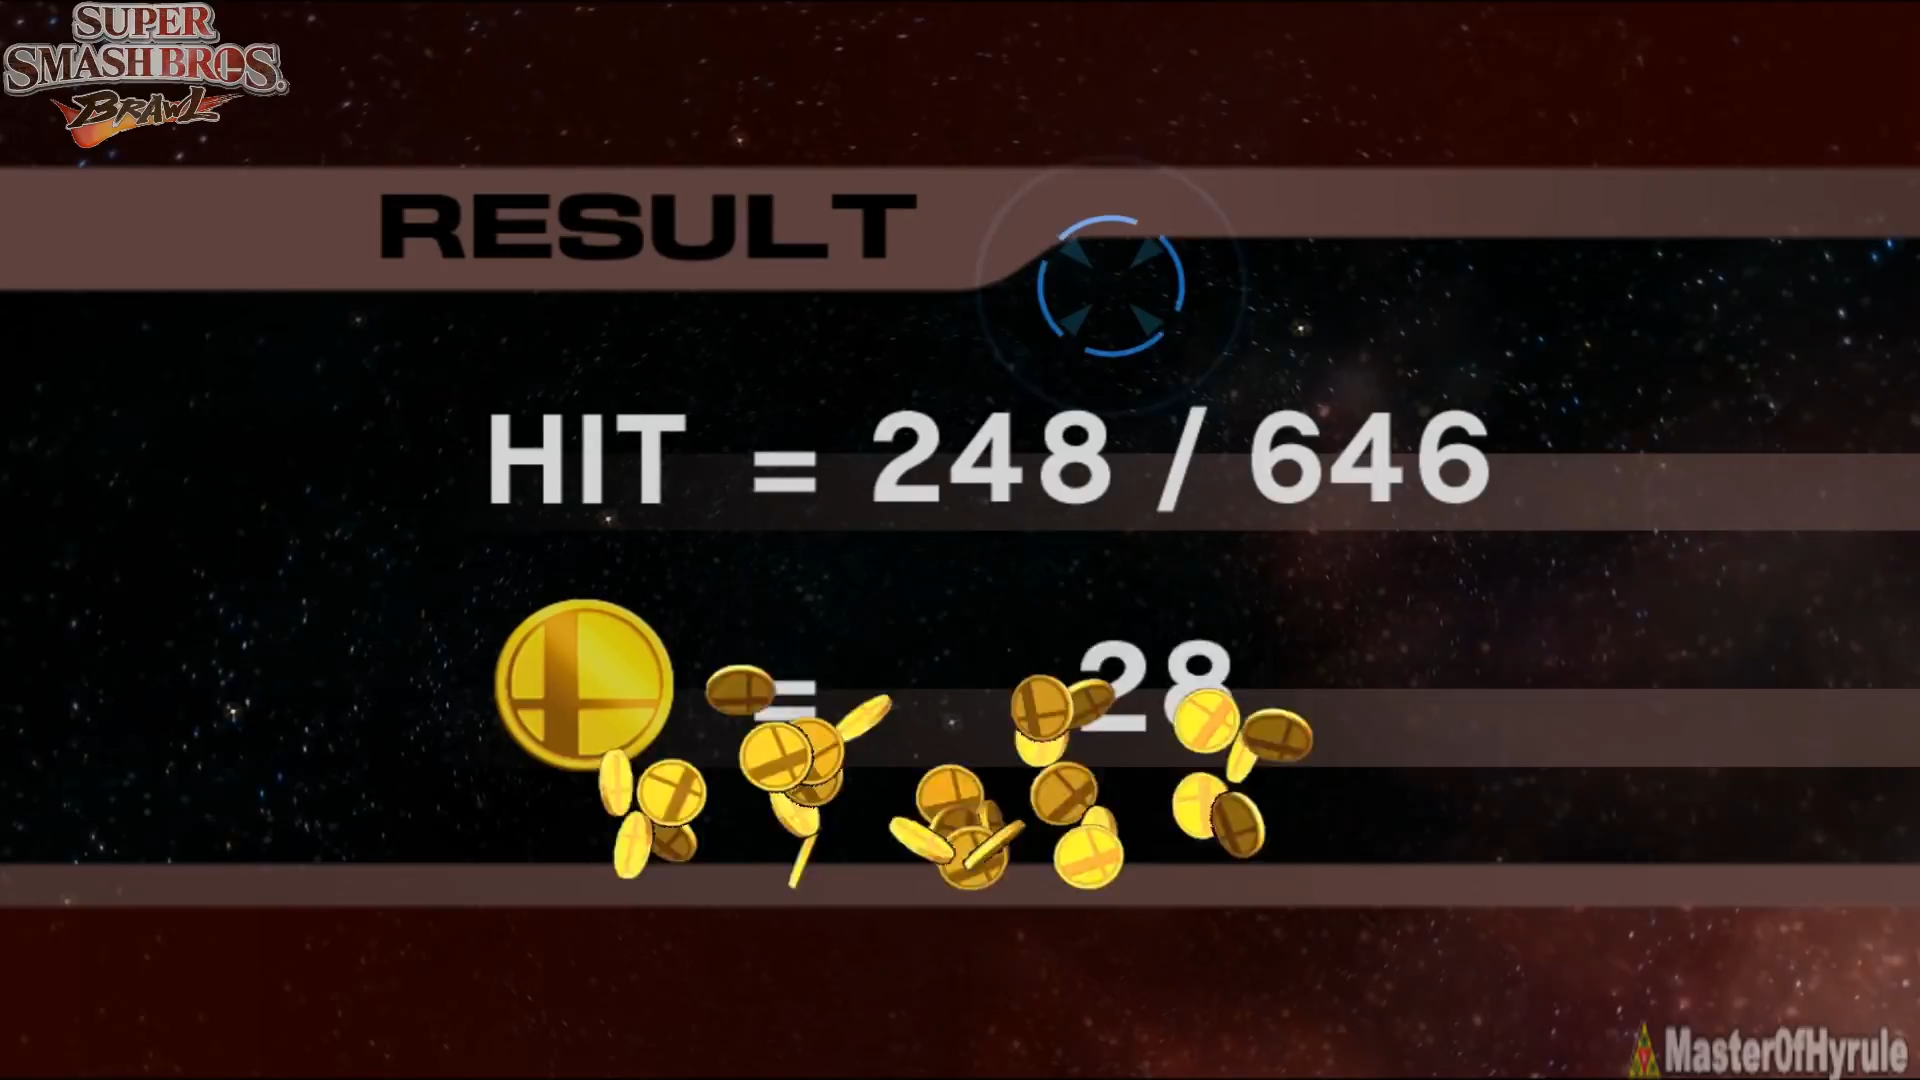 SUPER
SMASH BROS.
BRAWL
RESULT
HIT = 248 / 646
= 28
MasterOfHyrule